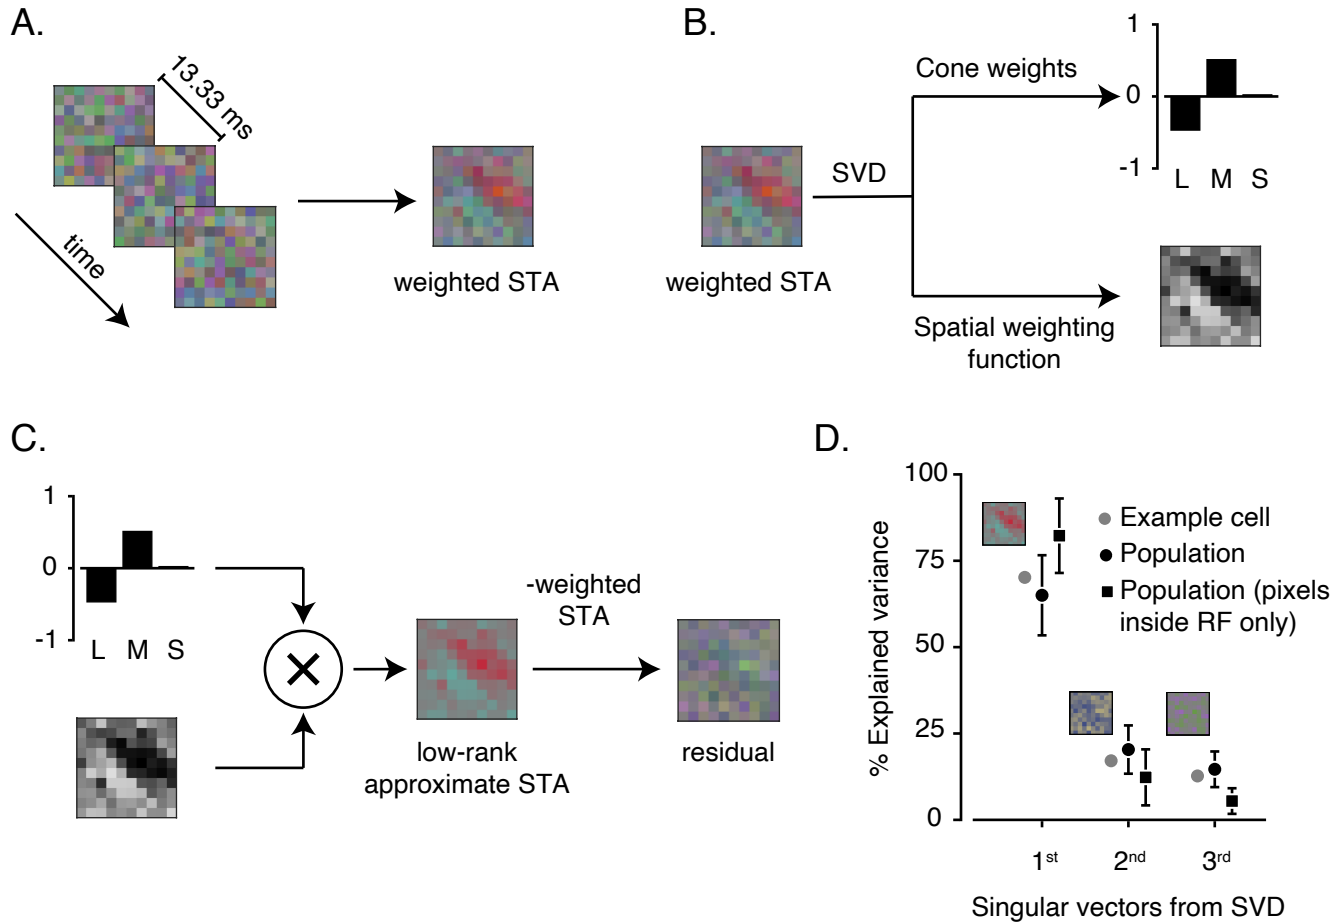 A.
13.33 ms
time
weighted STA
B.
weighted STA
SVD
Cone weights
Spatial weighting
function
1
0
-1
L M S
C.
1
0
-1
L M S
low-rank
approximate STA
-weighted
STA
residual
D.
% Explained variance
100
75
50
25
0
Example cell
Population
Population (pixels
inside RF only)
1st 2nd 3rd
Singular vectors from SVD